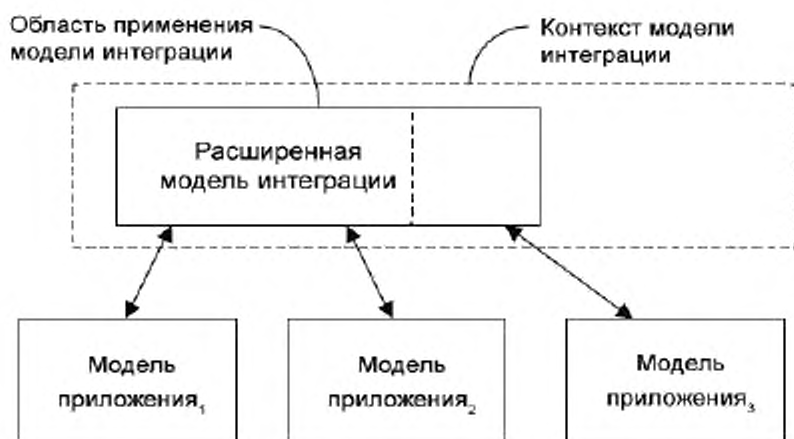 Область применения
модели интеграции
Контекст модели
интеграции
Расширенная
модель интеграции
Модель
приложения₁
Модель
приложения₂
Модель
приложения₃